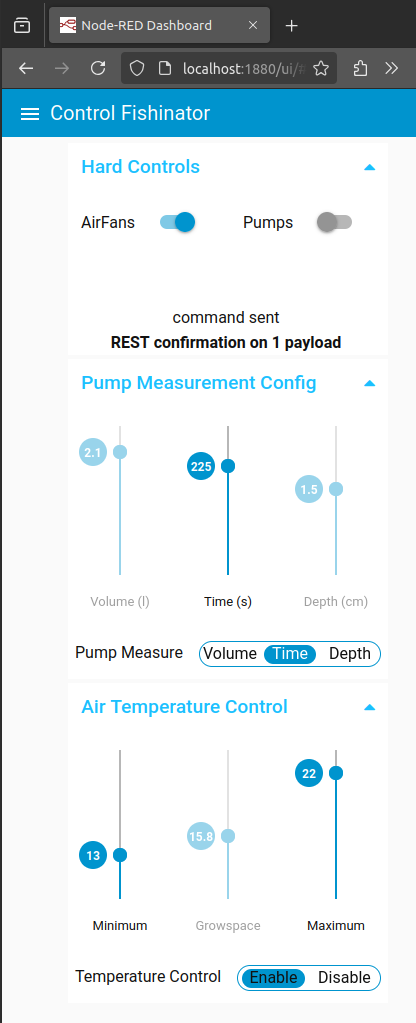 Node-RED Dashboard
localhost:1880/ui/#
Control Fishinator
Hard Controls
AirFans Pumps
command sent
REST confirmation on 1 payload
Pump Measurement Config
2.1 225 1.5
Volume (l) Time (s) Depth (cm)
Pump Measure Volume Time Depth
Air Temperature Control
13 15.8 22
Minimum Growspace Maximum
Temperature Control Enable Disable